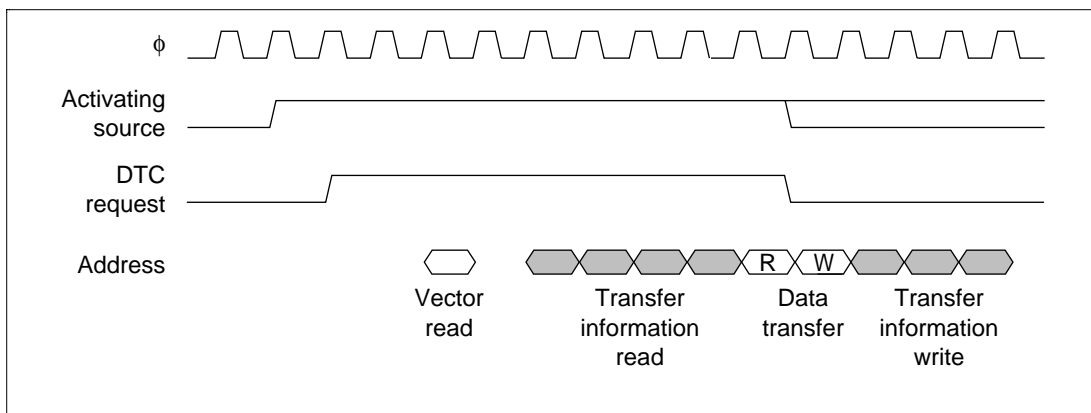 ϕ
Activating
source
DTC
request
Address
R
W
Vector
read
Transfer
information
read
Data
transfer
Transfer
information
write